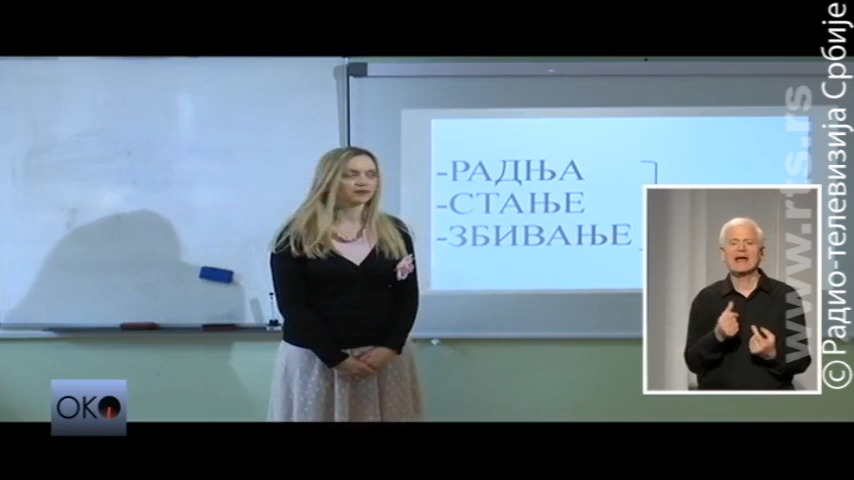 -РАДЊА
-СТАЊЕ
-ЗБИВАЊЕ
ОКО
www.rts.rs
© Радио-телевизија Србије